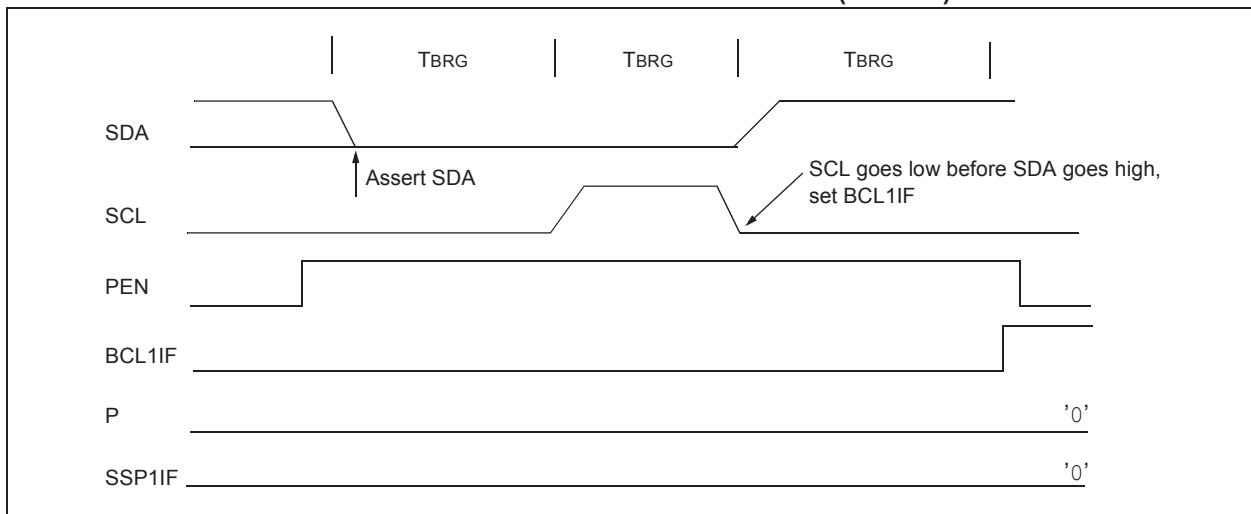 TBRG TBRG TBRG
SDA
Assert SDA
SCL goes low before SDA goes high,
set BCL1IF
SCL
PEN
BCL1IF
P '0'
SSP1IF '0'